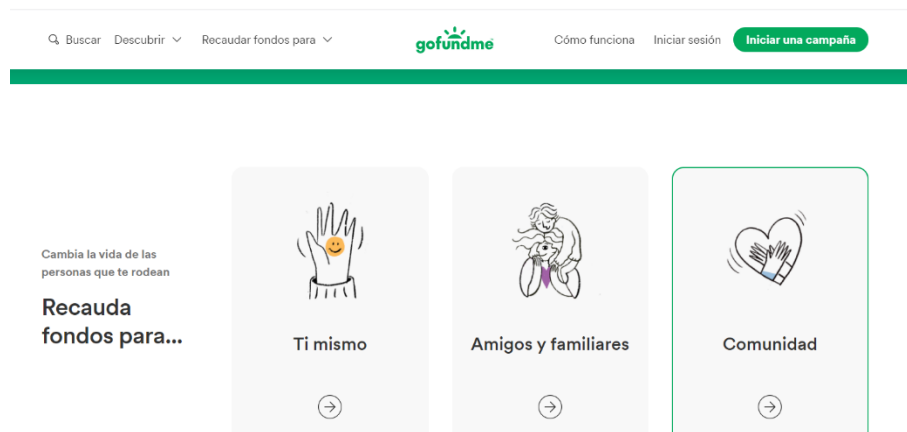 Buscar Descubrir Recaudar fondos para gofundme Cómo funciona Iniciar sesión Iniciar una campaña
Cambia la vida de las
personas que te rodean
Recauda
fondos para...
Ti mismo
Amigos y familiares
Comunidad